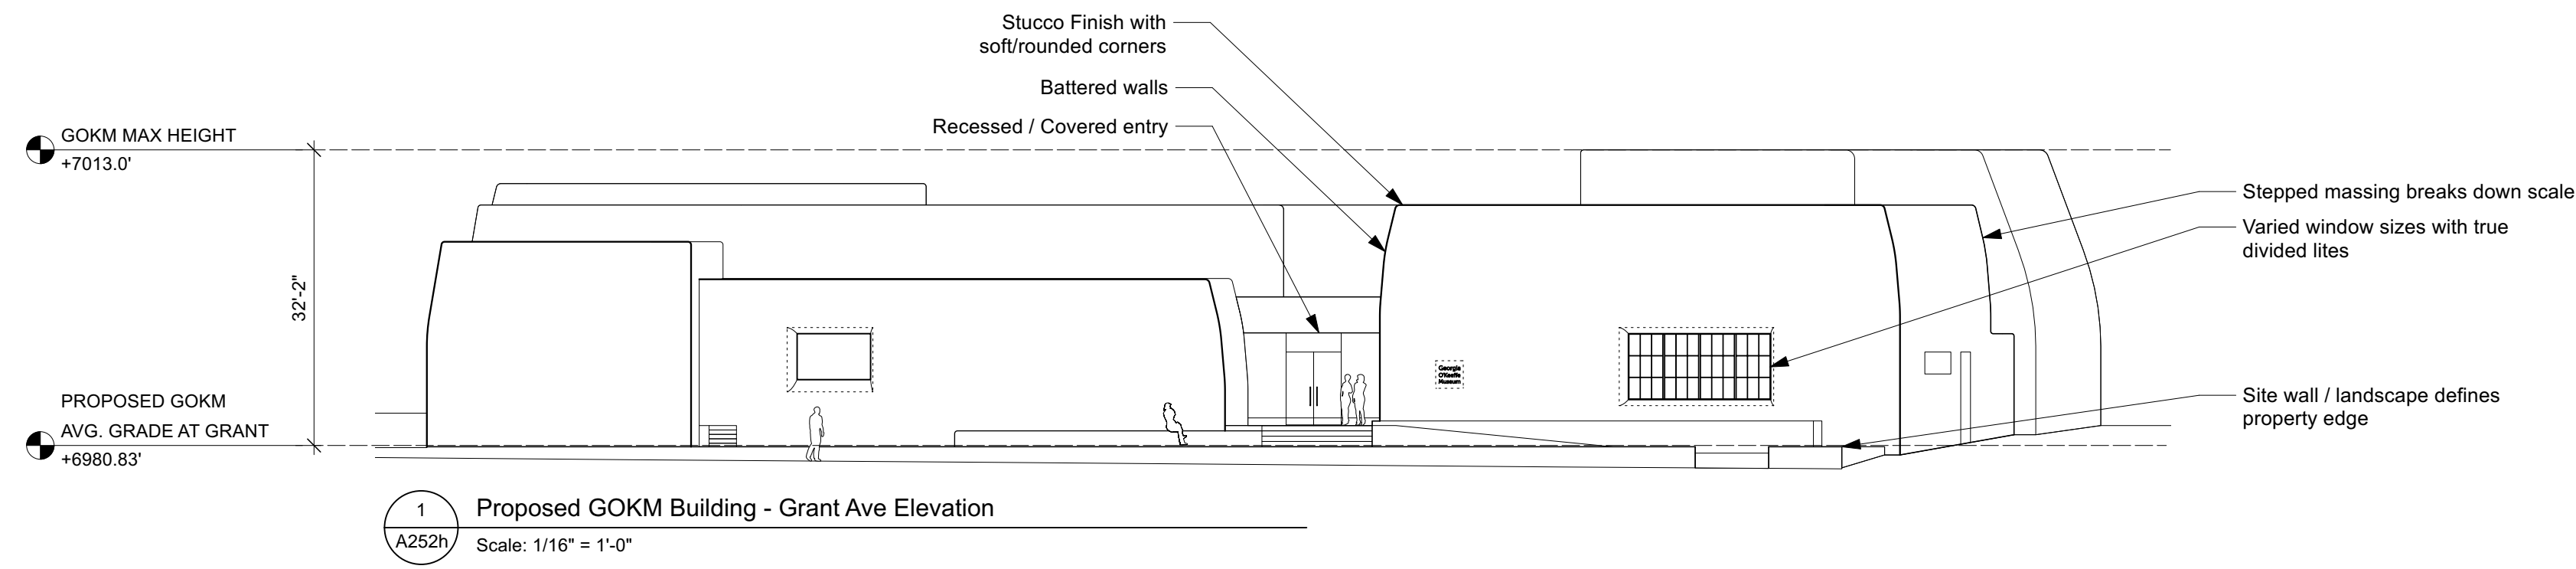 Stucco Finish with
soft/rounded corners
Battered walls
Recessed / Covered entry
GOKM MAX HEIGHT
+7013.0'
32'-2"
PROPOSED GOKM
AVG. GRADE AT GRANT
+6980.83'
Georgia
O'Keeffe
Museum
Stepped massing breaks down scale
Varied window sizes with true
divided lites
Site wall / landscape defines
property edge
1
A252h
Proposed GOKM Building - Grant Ave Elevation
Scale: 1/16" = 1'-0"